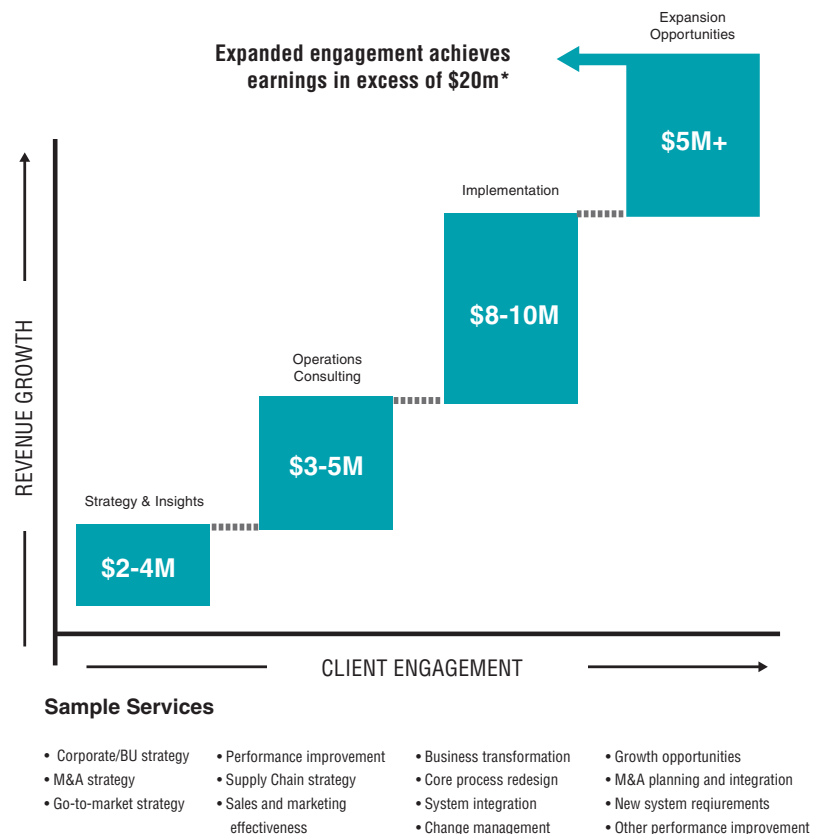 Expansion
Opportunities
Expanded engagement achieves
earnings in excess of $20m*
$5M+
Implementation
$8-10M
Operations
Consulting
$3-5M
Strategy & Insights
$2-4M
REVENUE GROWTH
CLIENT ENGAGEMENT
Sample Services
• Corporate/BU strategy
• M&A strategy
• Go-to-market strategy
• Performance improvement
• Supply Chain strategy
• Sales and marketing
effectiveness
• Business transformation
• Core process redesign
• System integration
• Change management
• Growth opportunities
• M&A planning and integration
• New system reqiurements
• Other performance improvement